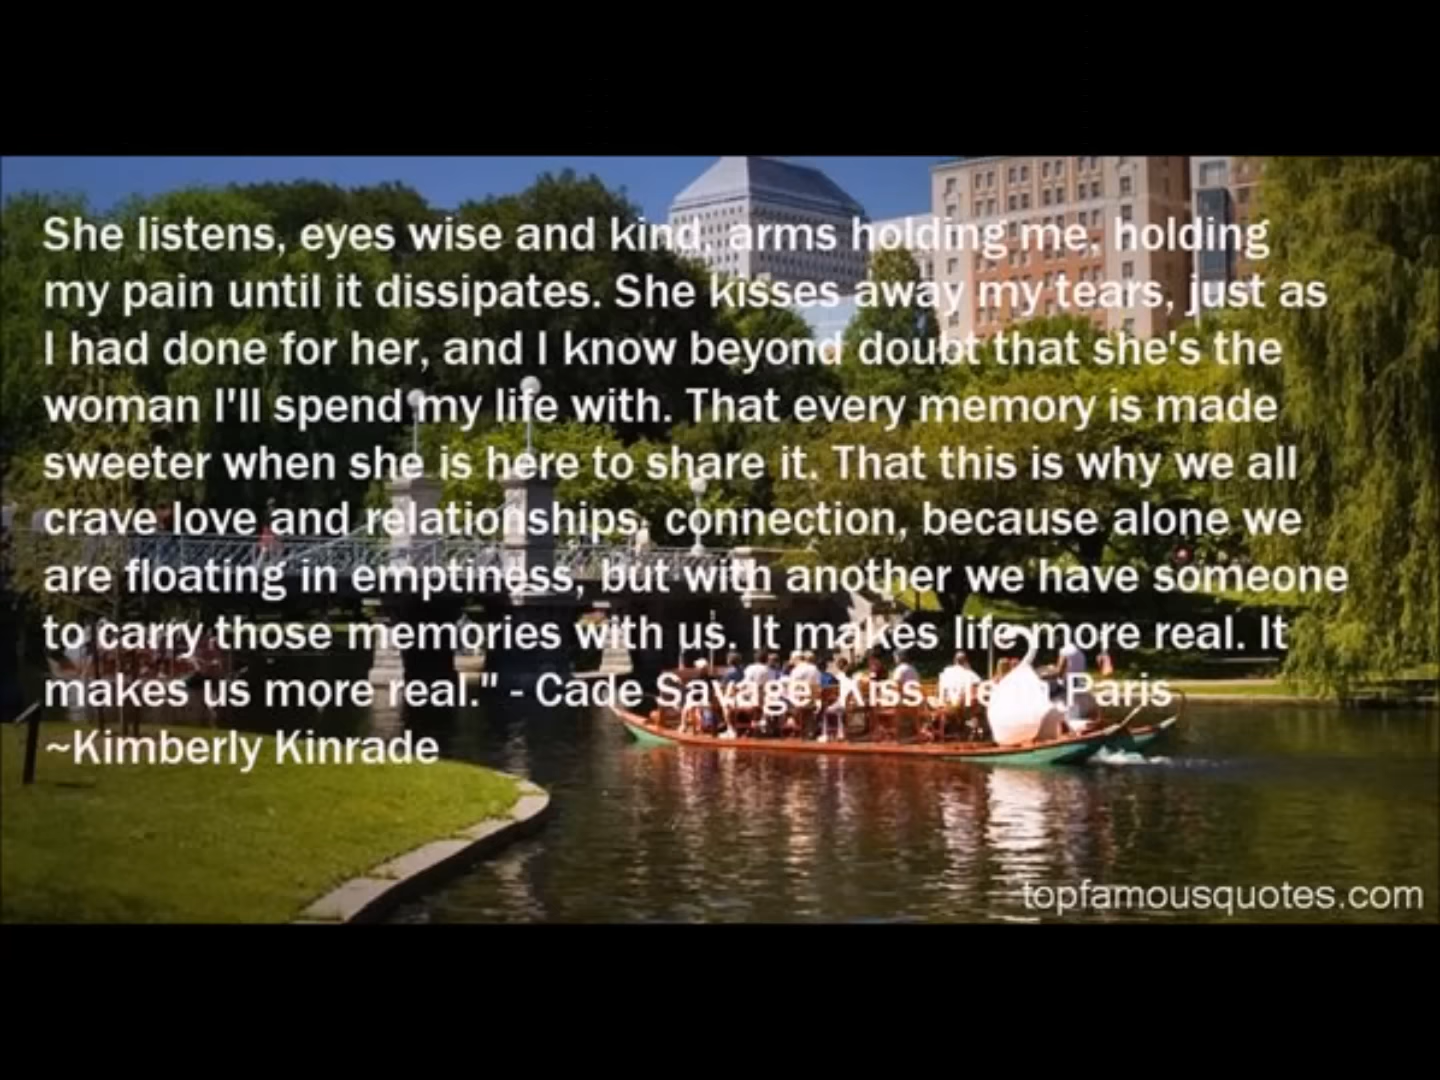 She listens, eyes wise and kind, arms holding me, holding
my pain until it dissipates. She kisses away my tears, just as
I had done for her, and I know beyond doubt that she's the
woman I'll spend my life with. That every memory is made
sweeter when she is here to share it. That this is why we all
crave love and relationships, connection, because alone we
are floating in emptiness, but with another we have someone
to carry those memories with us. It makes life more real. It
makes us more real." - Cade Savage, Kiss Me in Paris
~Kimberly Kinrade
topfamousquotes.com